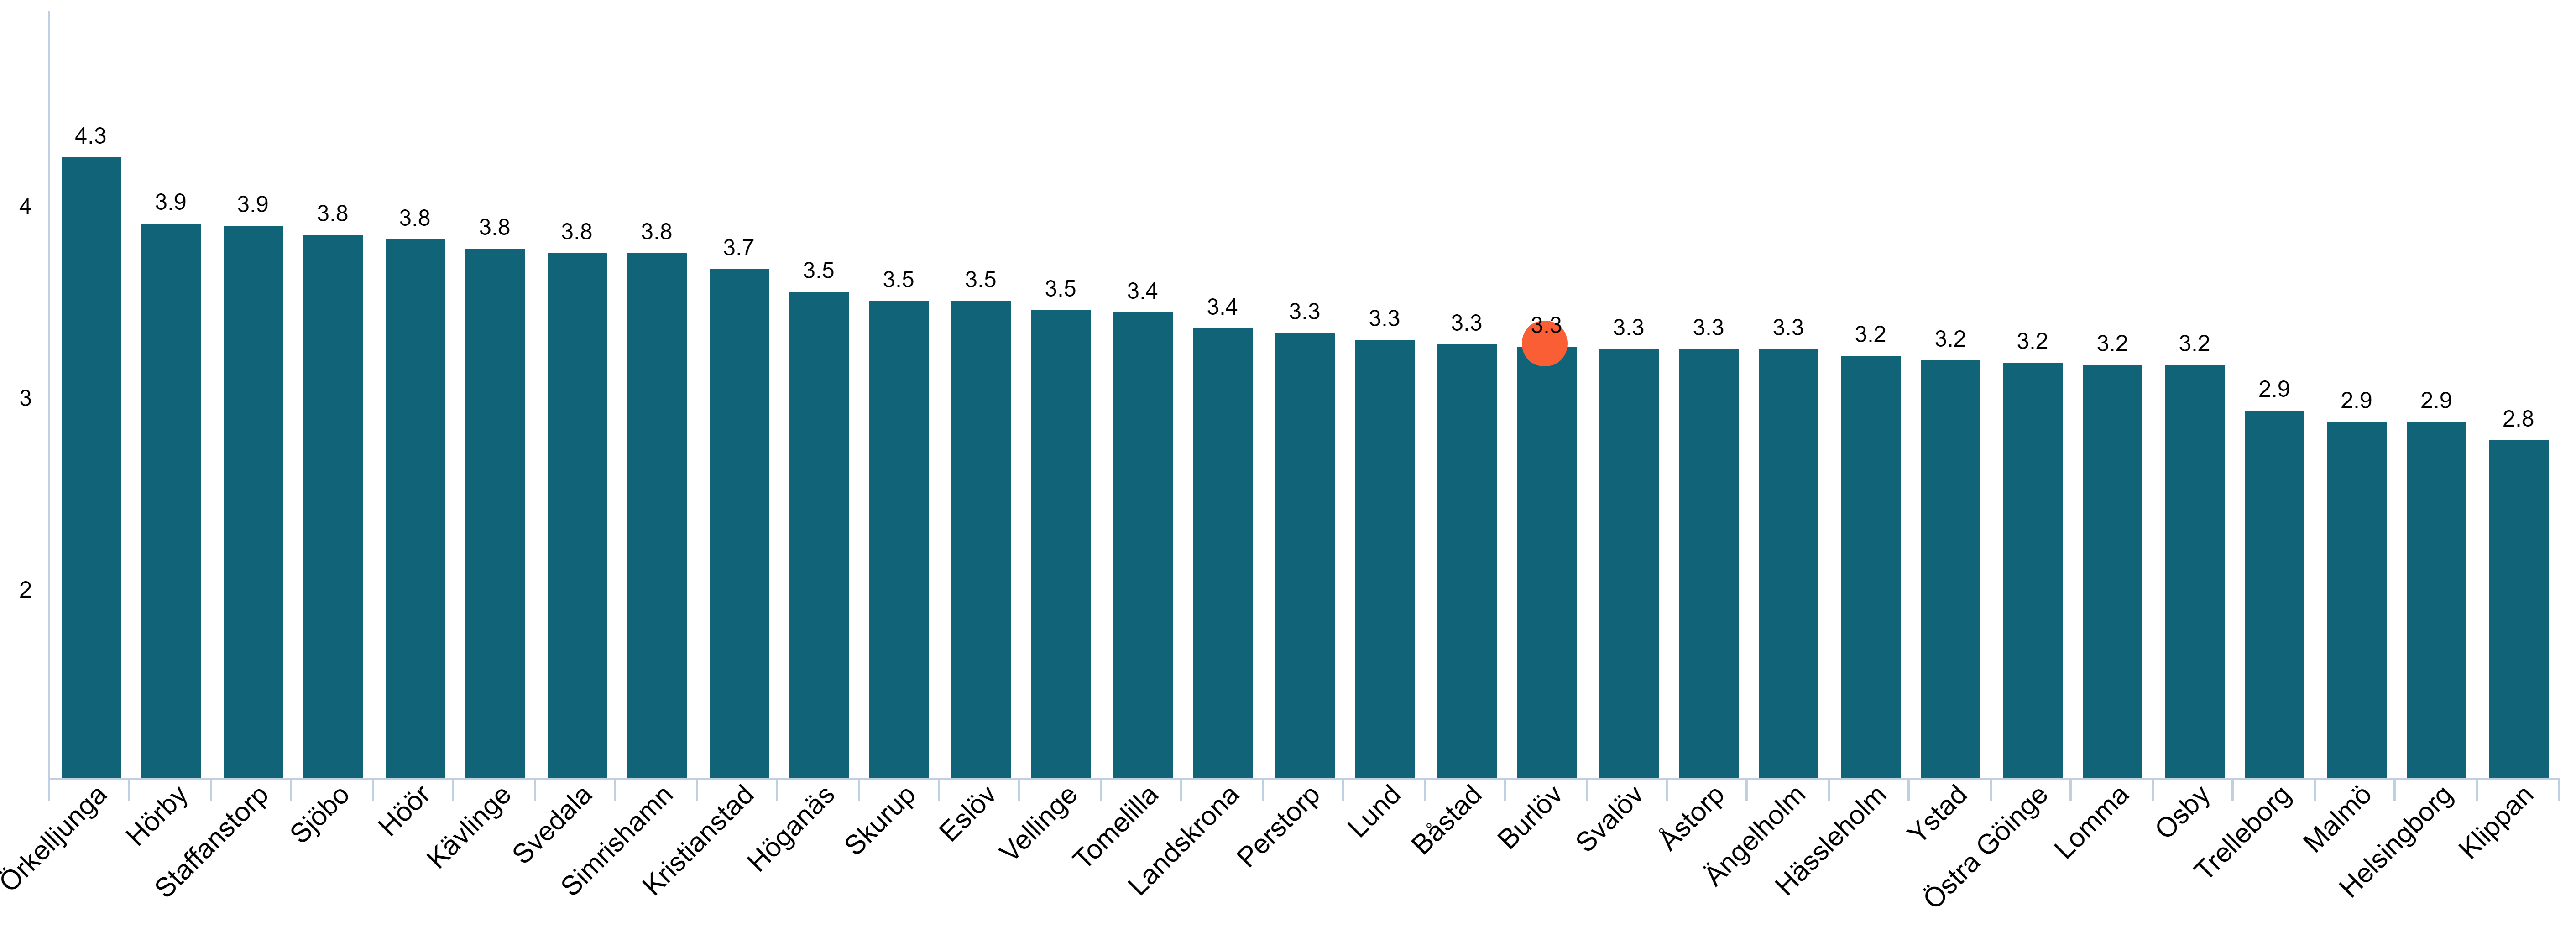 4.3
3.9
3.9
3.8
3.8
3.8
3.8
3.8
3.7
3.5
3.5
3.5
3.5
3.4
3.4
3.3
3.3
3.3
3.3
3.3
3.3
3.3
3.2
3.2
3.2
3.2
3.2
2.9
2.9
2.9
2.8
4
3
2
Örkelljunga
Hörby
Staffanstorp
Sjöbo
Höör
Kävlinge
Svedala
Simrishamn
Kristianstad
Höganäs
Skurup
Eslöv
Vellinge
Tomelilla
Landskrona
Perstorp
Lund
Båstad
Burlöv
Svalöv
Åstorp
Ängelholm
Hässleholm
Ystad
Östra Göinge
Lomma
Osby
Trelleborg
Malmö
Helsingborg
Klippan